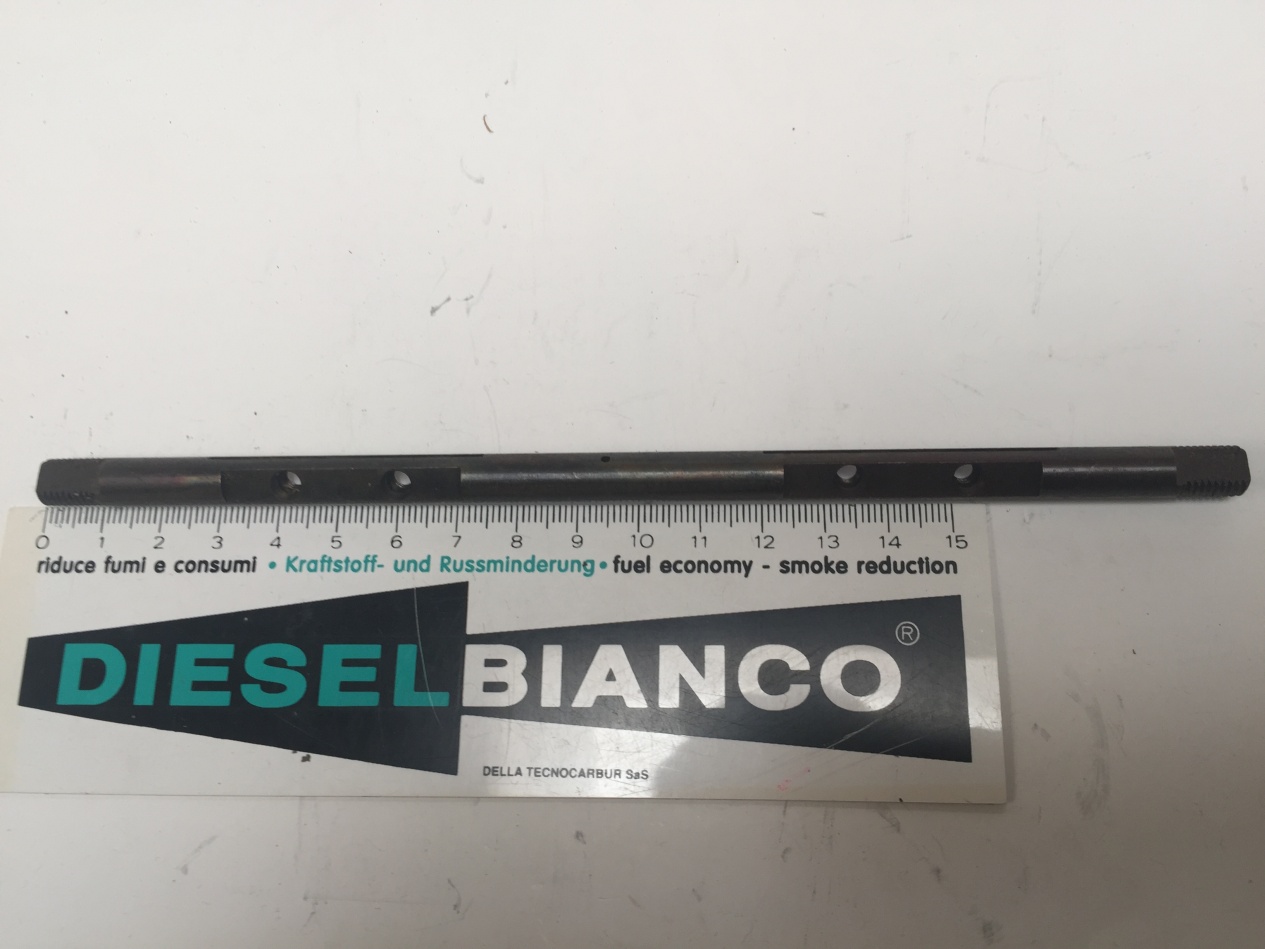 0 1 2 3 4 5 6 7 8 9 10 11 12 13 14 15
riduce fumi e consumi • Kraftstoff- und Russminderung • fuel economy - smoke reduction
DIESELBIANCO®
DELLA TECNOCARBUR SaS